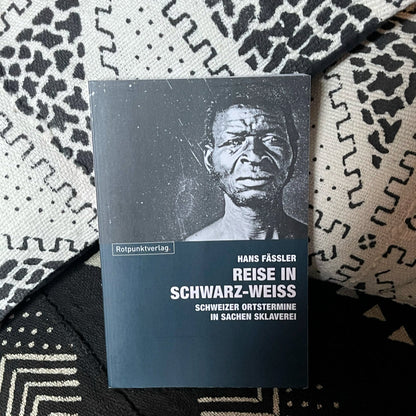 Rotpunktverlag.
HANS FÄSSLER
REISE IN
SCHWARZ-WEISS
SCHWEIZER ORTSTERMINE
IN SACHEN SKLAVEREI